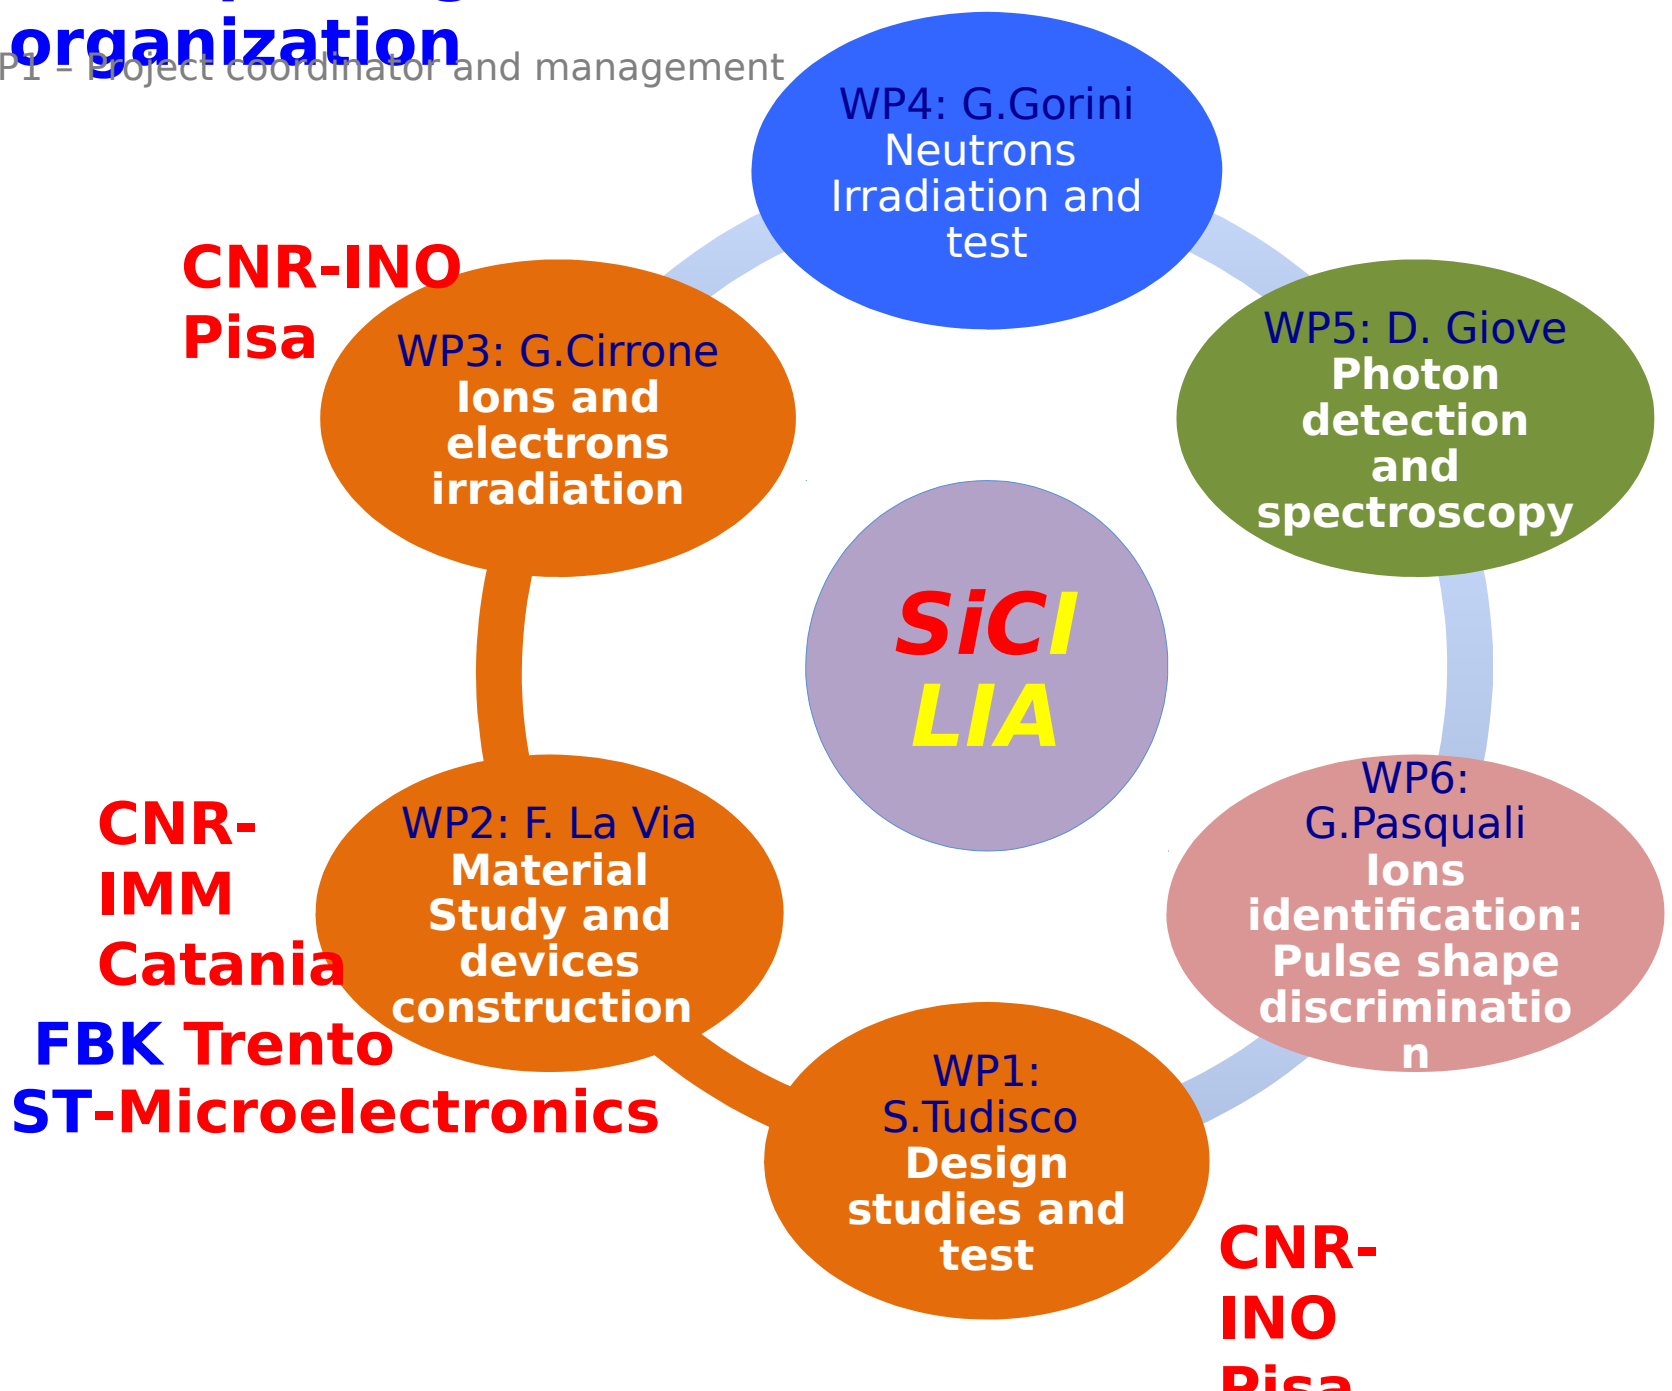 organization
P1 – Project coordinator and management
WP4: G.Gorini
Neutrons
Irradiation and
test
CNR-INO
Pisa
WP3: G.Cirrone
Ions and
electrons
irradiation
WP5: D. Giove
Photon
detection
and
spectroscopy
SiCI
LIA
CNR-
IMM
Catania
FBK Trento
ST-Microelectronics
WP2: F. La Via
Material
Study and
devices
construction
WP6:
G.Pasquali
Ions
identification:
Pulse shape
discriminatio
n
WP1:
S.Tudisco
Design
studies and
test
CNR-
INO
Pisa